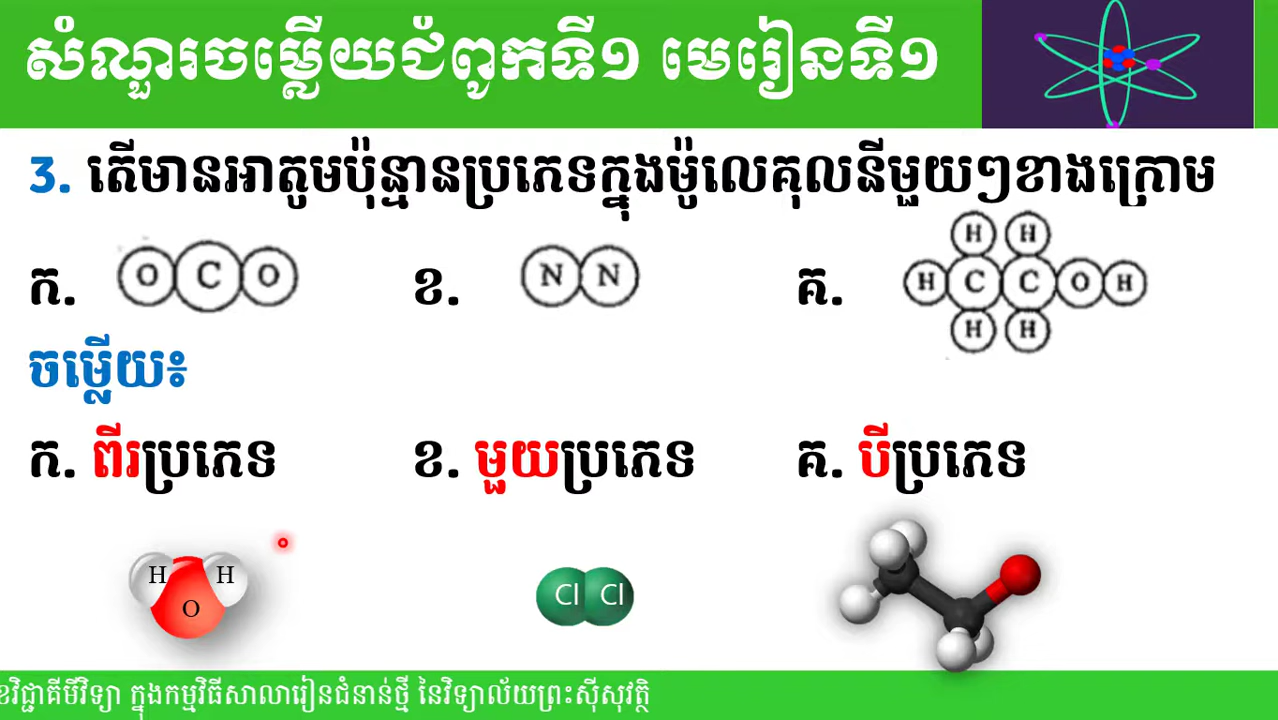 សំណួរចម្លើយជំពូកទី១ មេរៀនទី១
3. តើមានអាតូមប៉ុន្មានប្រភេទក្នុងម៉ូលេគុលនីមួយៗខាងក្រោម
ក. O C O ខ. N N គ. H H H C C O H H H
ចម្លើយ៖
ក. ពីរប្រភេទ ខ. មួយប្រភេទ គ. បីប្រភេទ
H H O Cl Cl
ខវិជ្ជាគីមីវិទ្យា ក្នុងកម្មវិធីសាលារៀនជំនាន់ថ្មី នៃវិទ្យាល័យព្រះស៊ីសុវត្ថិ